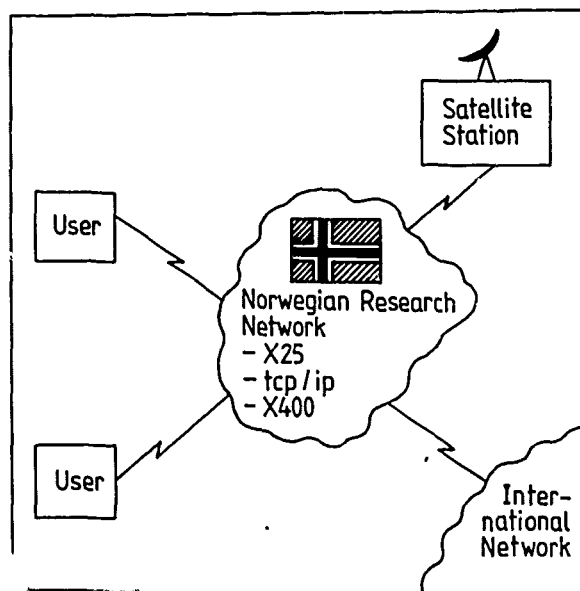 Satellite
Station
User
Norwegian Research
Network
- X25
- tcp/ip
- X400
User
Inter-
national
Network